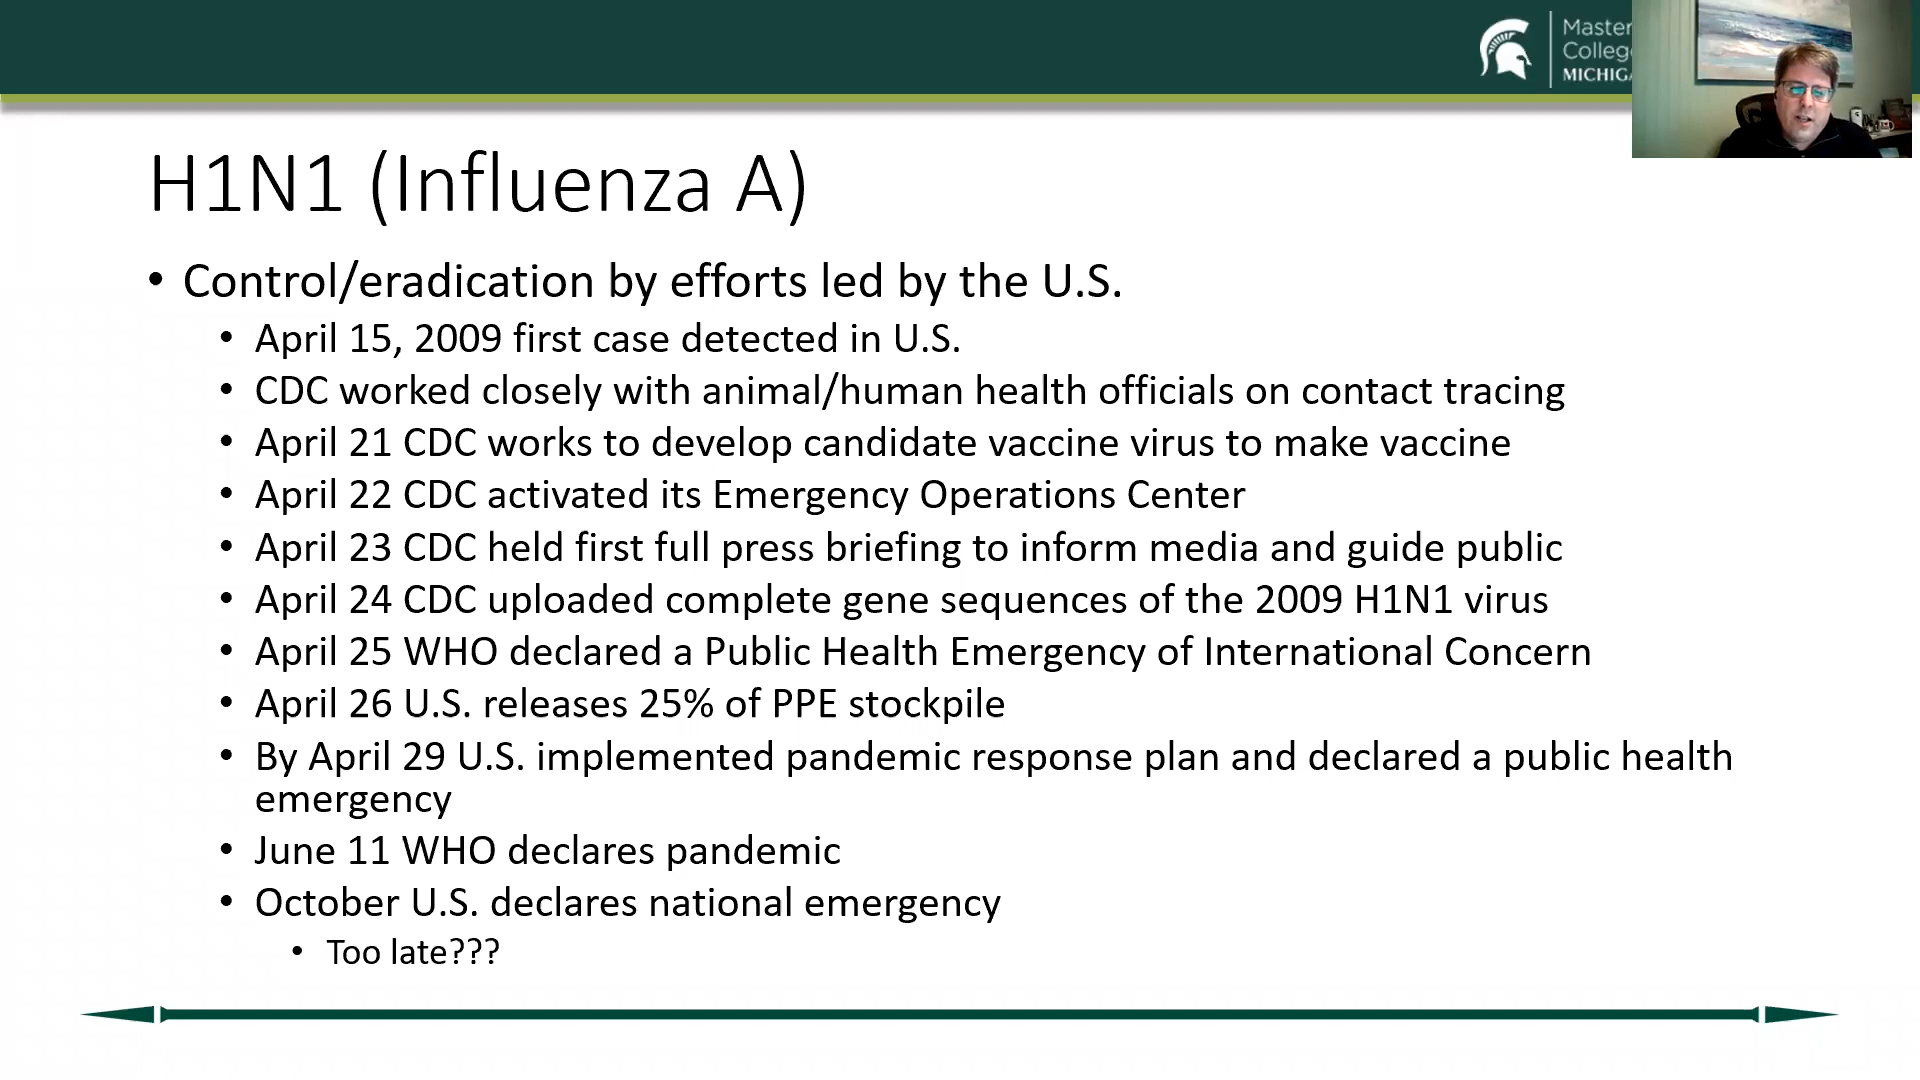 Master
Colleg
MICHIG
H1N1 (Influenza A)
• Control/eradication by efforts led by the U.S.
• April 15, 2009 first case detected in U.S.
• CDC worked closely with animal/human health officials on contact tracing
• April 21 CDC works to develop candidate vaccine virus to make vaccine
• April 22 CDC activated its Emergency Operations Center
• April 23 CDC held first full press briefing to inform media and guide public
• April 24 CDC uploaded complete gene sequences of the 2009 H1N1 virus
• April 25 WHO declared a Public Health Emergency of International Concern
• April 26 U.S. releases 25% of PPE stockpile
• By April 29 U.S. implemented pandemic response plan and declared a public health
emergency
• June 11 WHO declares pandemic
• October U.S. declares national emergency
• Too late???